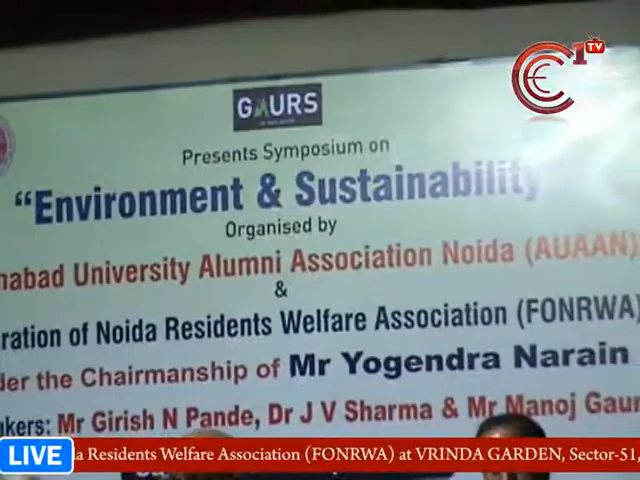 C1 TV
GAURS
Presents Symposium on
"Environment & Sustainability
Organised by
habad University Alumni Association Noida (AUAAN)
&
ration of Noida Residents Welfare Association (FONRWA)
der the Chairmanship of Mr Yogendra Narain
akers: Mr Girish N Pande, Dr J V Sharma & Mr Manoj Gaur
LIVE da Residents Welfare Association (FONRWA) at VRINDA GARDEN, Sector-51,